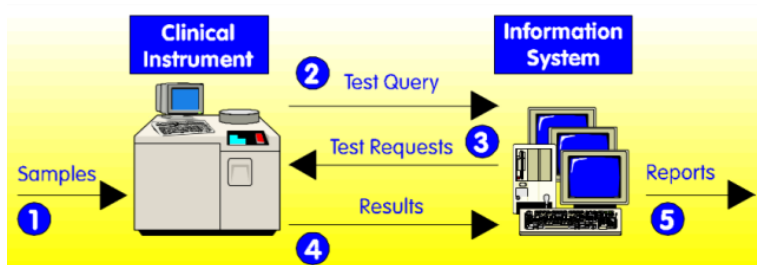 Clinical
Instrument
Information
System
2 Test Query
Test Requests 3
Samples
1
Results
4
Reports
5